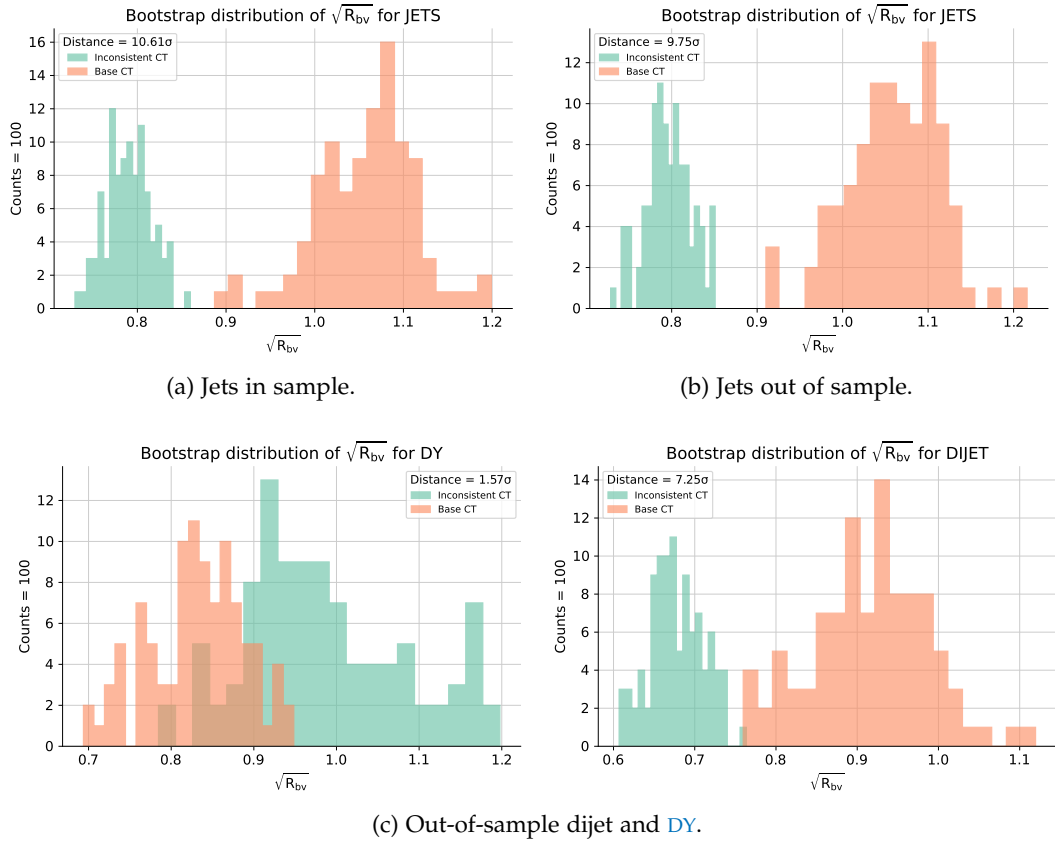 Bootstrap distribution of √R_bv for JETS
Distance = 10.61σ
Inconsistent CT
Base CT
Counts = 100
16
14
12
10
8
6
4
2
0
0.8 0.9 1.0 1.1 1.2
√R_bv
(a) Jets in sample.
Bootstrap distribution of √R_bv for JETS
Distance = 9.75σ
Inconsistent CT
Base CT
Counts = 100
12
10
8
6
4
2
0
0.8 0.9 1.0 1.1 1.2
√R_bv
(b) Jets out of sample.
Bootstrap distribution of √R_bv for DY
Distance = 1.57σ
Inconsistent CT
Base CT
Counts = 100
12
10
8
6
4
2
0
0.7 0.8 0.9 1.0 1.1 1.2
√R_bv
Bootstrap distribution of √R_bv for DIJET
Distance = 7.25σ
Inconsistent CT
Base CT
Counts = 100
14
12
10
8
6
4
2
0
0.6 0.7 0.8 0.9 1.0 1.1
√R_bv
(c) Out-of-sample dijet and DY.